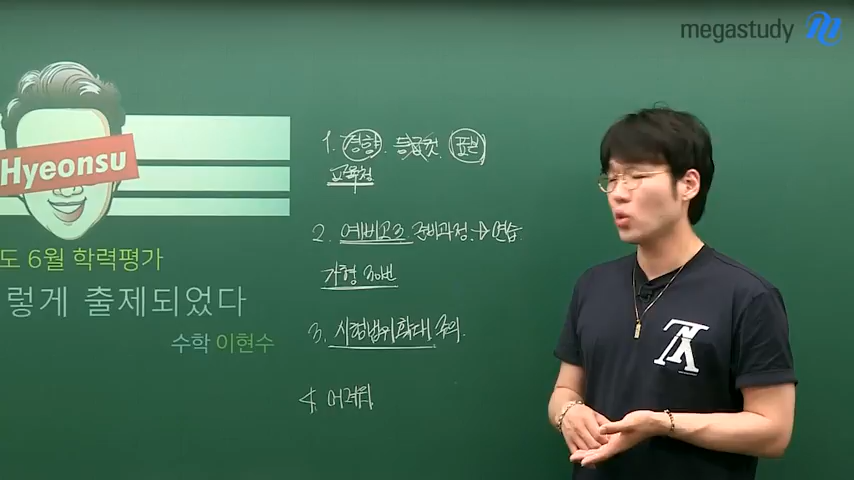 megastudy
Hyeonsu
도 6월 학력평가
렇게 출제되었다
수학 이현수
1. 경향. 등급컷. 표본
교육청
2. 예비고3 준비과정. → 연습.
가형 30번
3. 시험범위 확대 주의.
4. 어려워